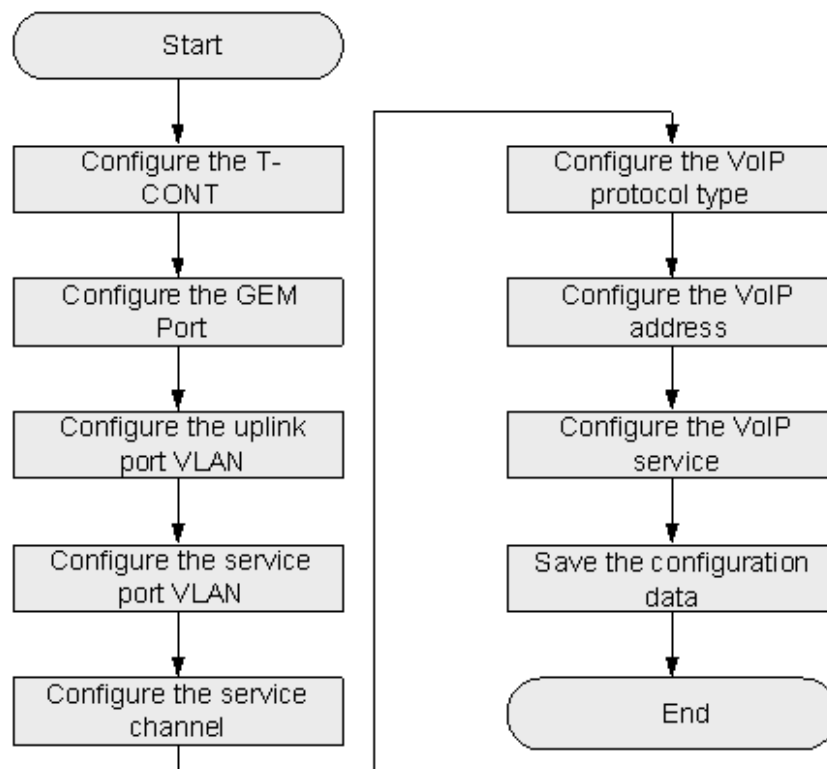 Start
Configure the T-
CONT
Configure the GEM
Port
Configure the uplink
port VLAN
Configure the service
port VLAN
Configure the service
channel
Configure the VoIP
protocol type
Configure the VoIP
address
Configure the VoIP
service
Save the configuration
data
End